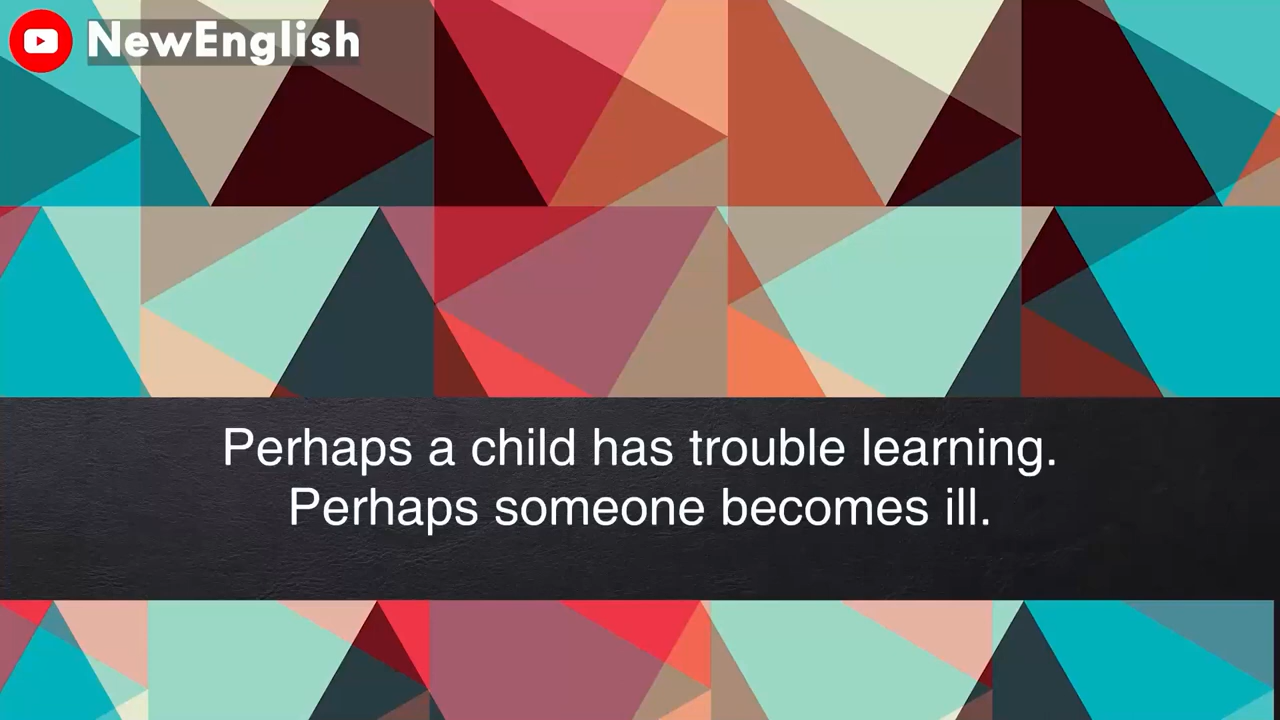 NewEnglish
Perhaps a child has trouble learning.
Perhaps someone becomes ill.